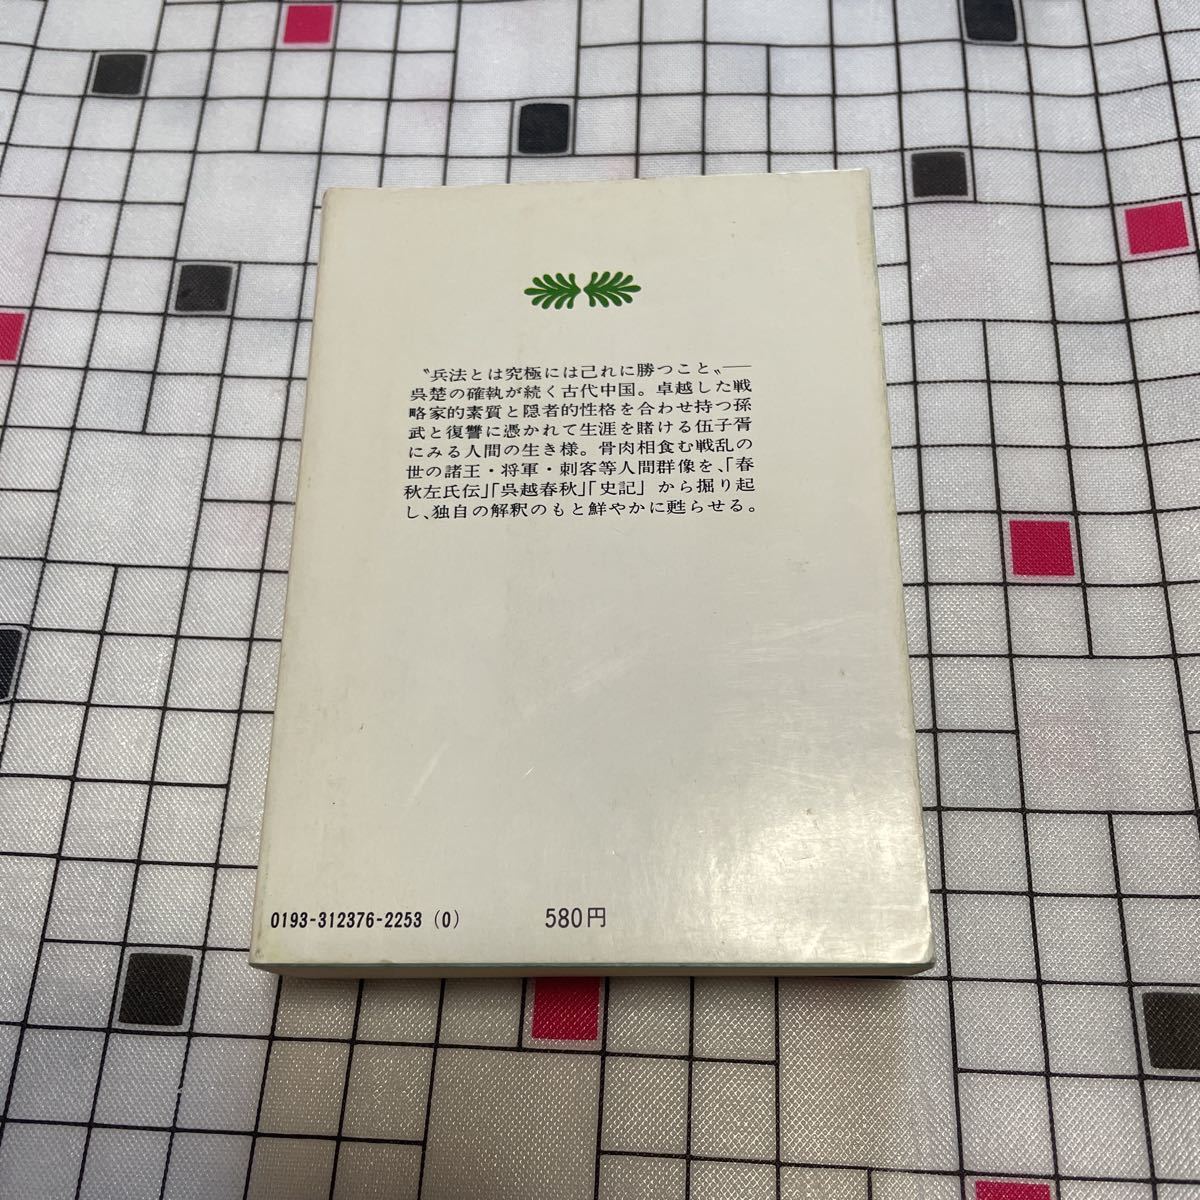 〝兵法とは究極には己れに勝つこと〟──
呉楚の確執が続く古代中国。卓越した戦
略家的素質と隠者的性格を合わせ持つ孫
武と復讐に憑かれて生涯を賭ける伍子胥
にみる人間の生き様。骨肉相食む戦乱の
世の諸王・将軍・刺客等人間群像を、「春
秋左氏伝」「呉越春秋」「史記」から掘り起
し、独自の解釈のもと鮮やかに甦らせる。
0193-312376-2253 (0) 580円